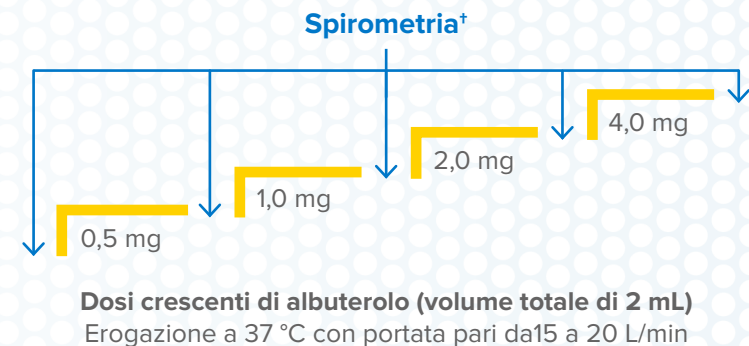 Spirometria†
4,0 mg
2,0 mg
1,0 mg
0,5 mg
Dosi crescenti di albuterolo (volume totale di 2 mL)
Erogazione a 37 °C con portata pari da15 a 20 L/min